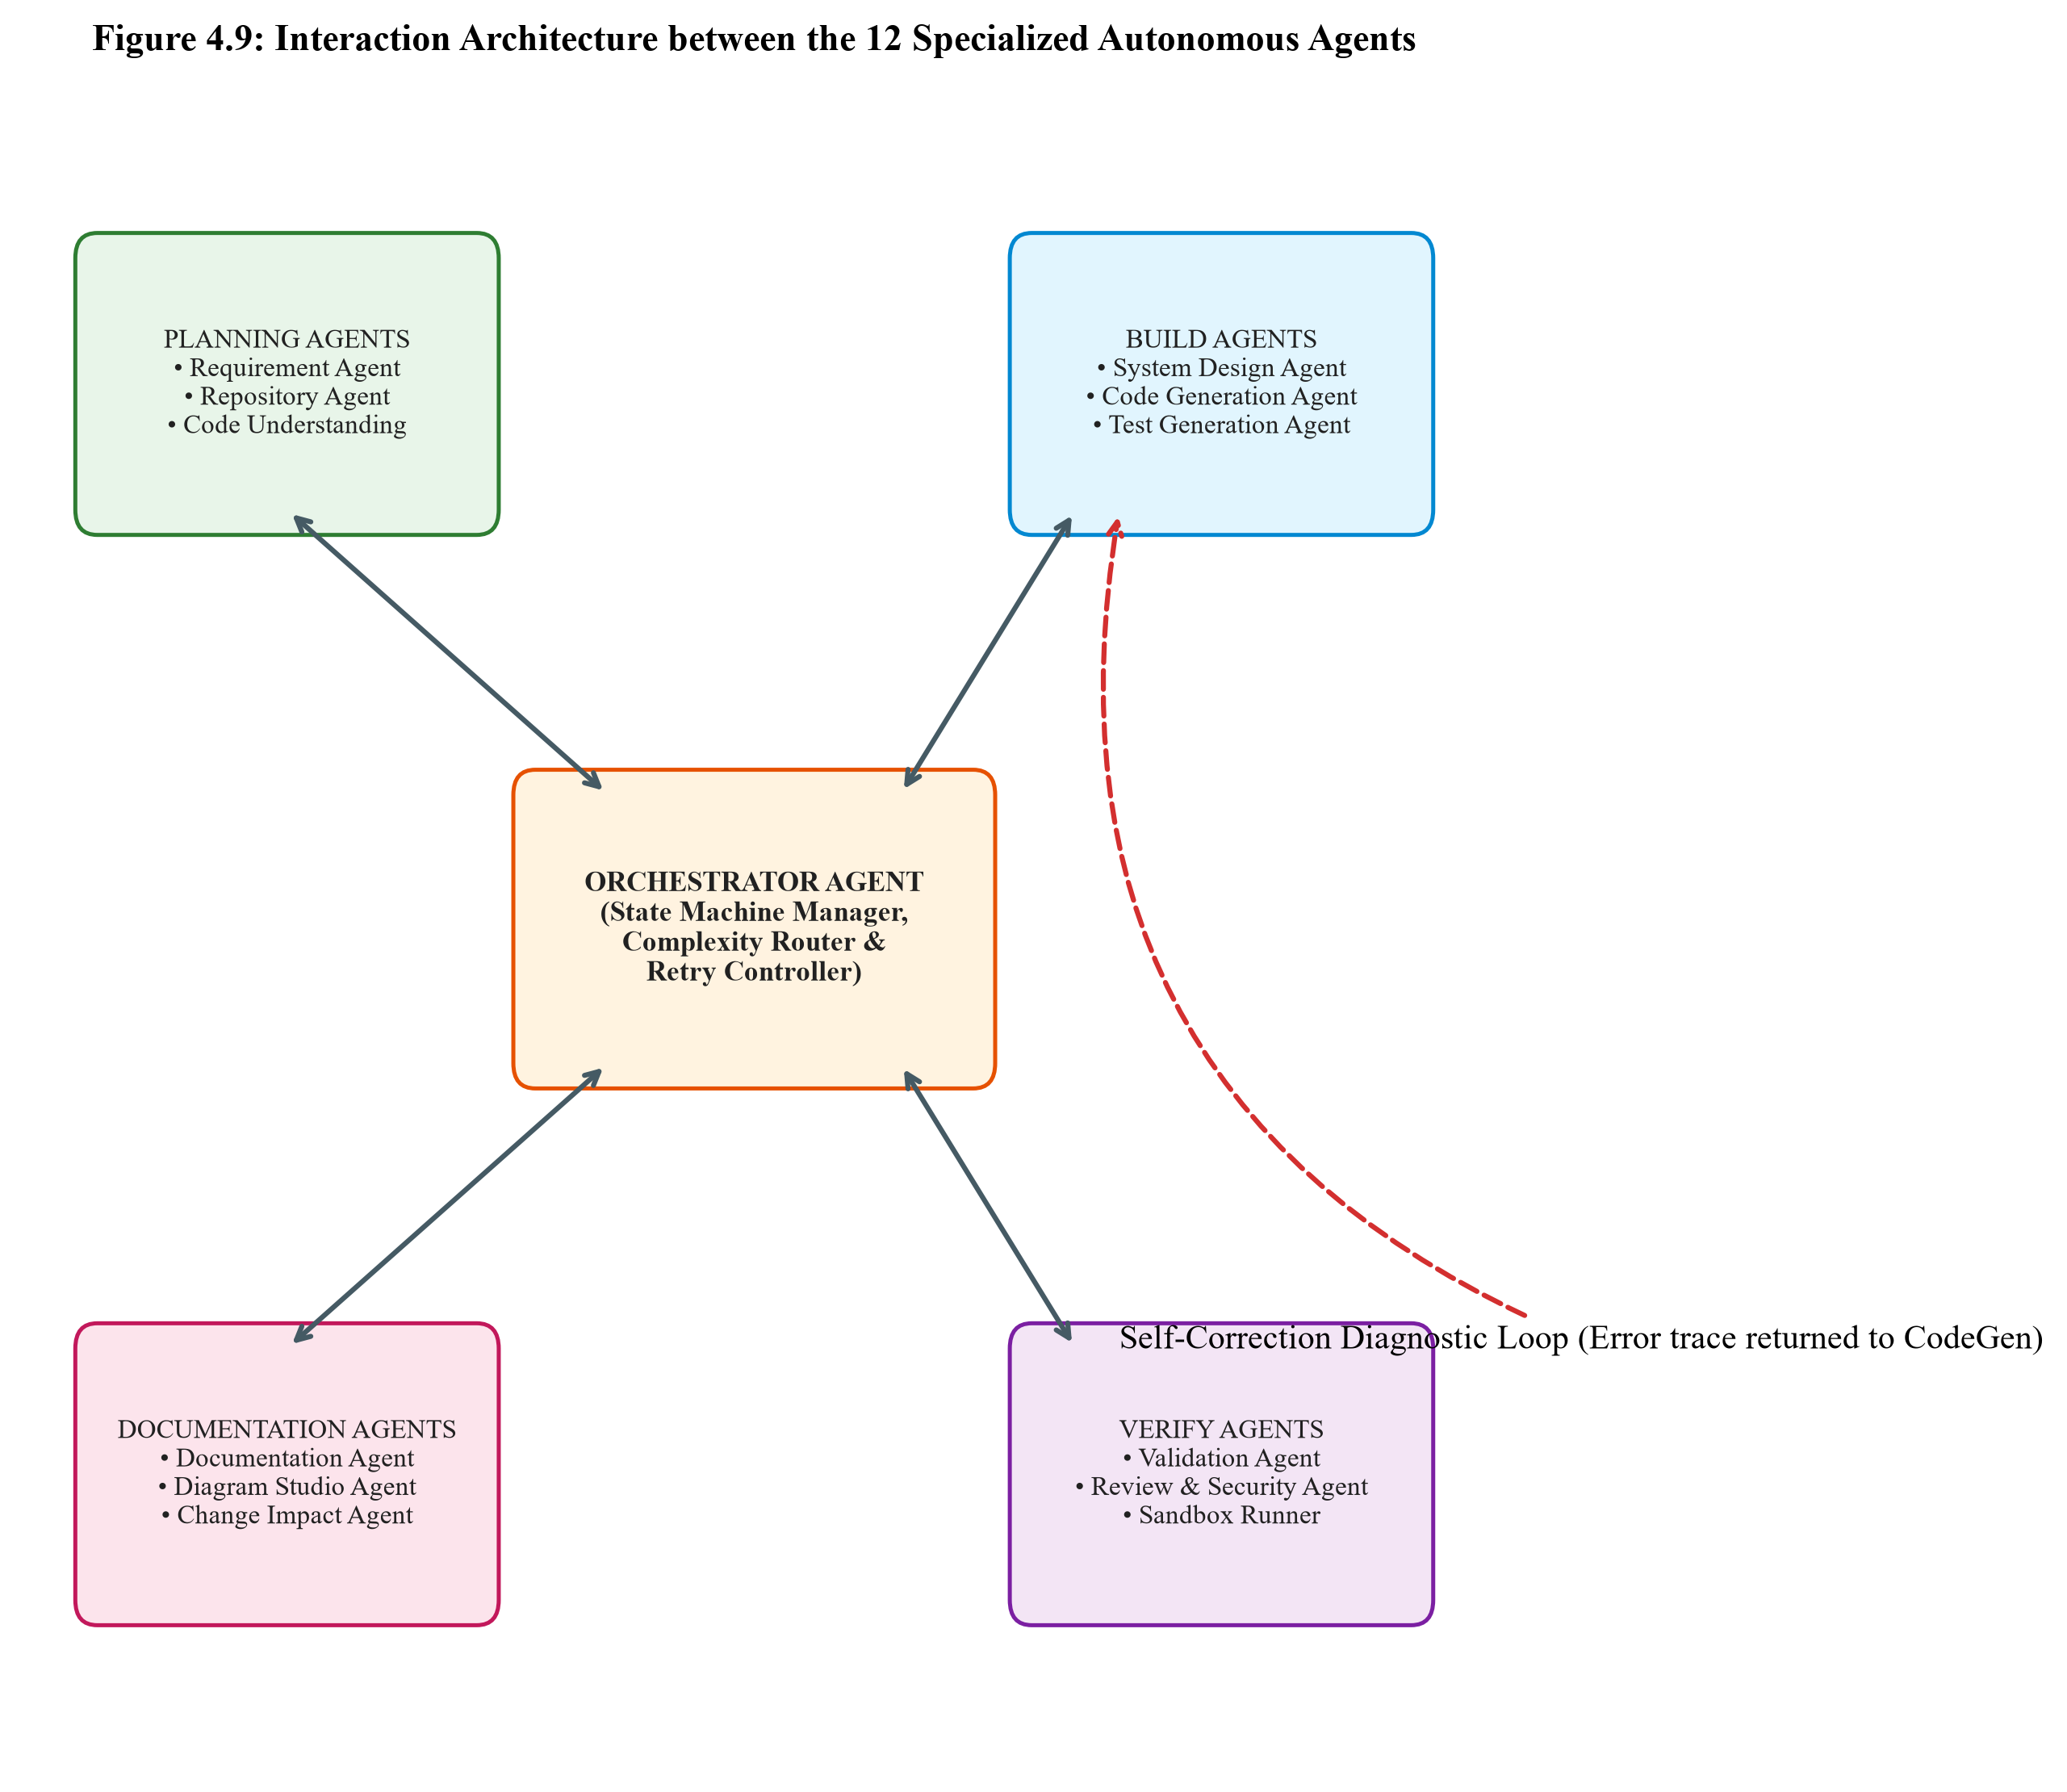 Figure 4.9: Interaction Architecture between the 12 Specialized Autonomous Agents
PLANNING AGENTS
• Requirement Agent
• Repository Agent
• Code Understanding
BUILD AGENTS
• System Design Agent
• Code Generation Agent
• Test Generation Agent
ORCHESTRATOR AGENT
(State Machine Manager,
Complexity Router &
Retry Controller)
Self-Correction Diagnostic Loop (Error trace returned to CodeGen)
DOCUMENTATION AGENTS
• Documentation Agent
• Diagram Studio Agent
• Change Impact Agent
VERIFY AGENTS
• Validation Agent
• Review & Security Agent
• Sandbox Runner